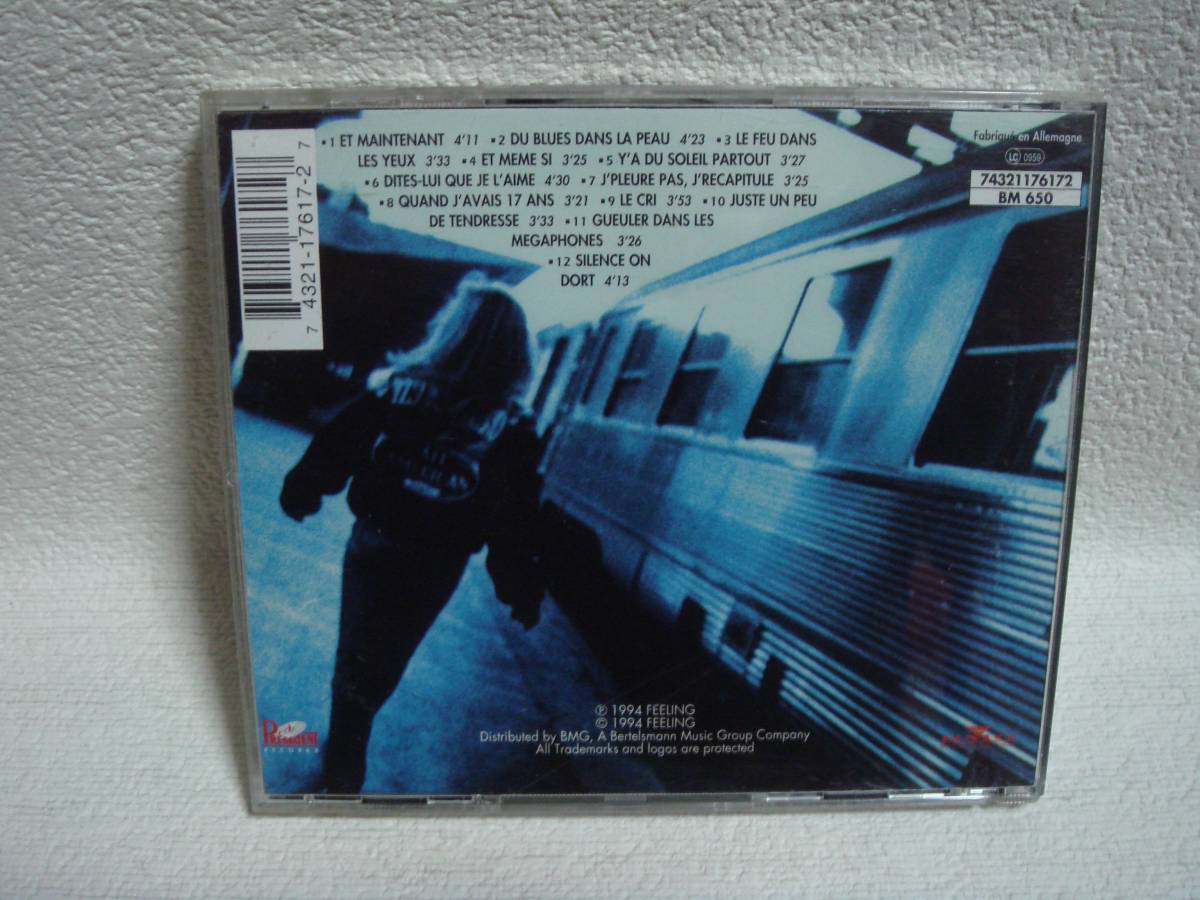 ▪1 ET MAINTENANT 4'11 ▪2 DU BLUES DANS LA PEAU 4'23 ▪3 LE FEU DANS
LES YEUX 3'33 ▪4 ET MEME SI 3'25 ▪5 Y'A DU SOLEIL PARTOUT 3'27
▪6 DITES-LUI QUE JE L'AIME 4'30 ▪7 J'PLEURE PAS, J'RECAPITULE 3'25
▪8 QUAND J'AVAIS 17 ANS 3'21 ▪9 LE CRI 3'53 ▪10 JUSTE UN PEU
DE TENDRESSE 3'33 ▪11 GUEULER DANS LES
MEGAPHONES 3'26
▪12 SILENCE ON
DORT 4'13
7 4321-17617-2 7
Fabriqué en Allemagne
LC 0959
74321176172
BM 650
℗ 1994 FEELING
© 1994 FEELING
Distributed by BMG, A Bertelsmann Music Group Company
All Trademarks and logos are protected
PRESIDENT
RECORDS